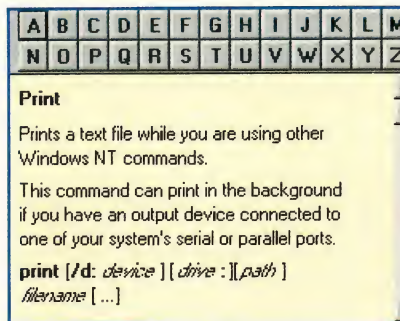 A B C D E F G H I J K L M
N O P Q R S T U V W X Y Z
Print
Prints a text file while you are using other
Windows NT commands.
This command can print in the background
if you have an output device connected to
one of your system's serial or parallel ports.
print [/d: device ] [ drive : ][path ]
filename [ ...]